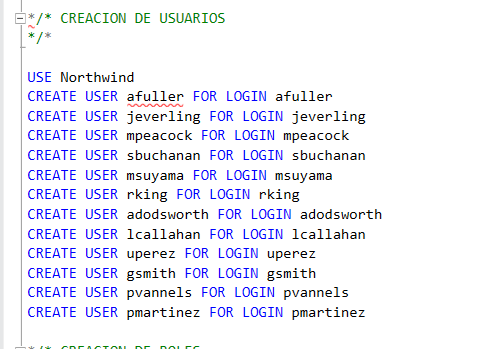 */* CREACION DE USUARIOS
*/*
USE Northwind
CREATE USER afuller FOR LOGIN afuller
CREATE USER jeverling FOR LOGIN jeverling
CREATE USER mpeacock FOR LOGIN mpeacock
CREATE USER sbuchanan FOR LOGIN sbuchanan
CREATE USER msuyama FOR LOGIN msuyama
CREATE USER rking FOR LOGIN rking
CREATE USER adodsworth FOR LOGIN adodsworth
CREATE USER lcallahan FOR LOGIN lcallahan
CREATE USER uperez FOR LOGIN uperez
CREATE USER gsmith FOR LOGIN gsmith
CREATE USER pvannels FOR LOGIN pvannels
CREATE USER pmartinez FOR LOGIN pmartinez
*/* CREACION DE ROLES